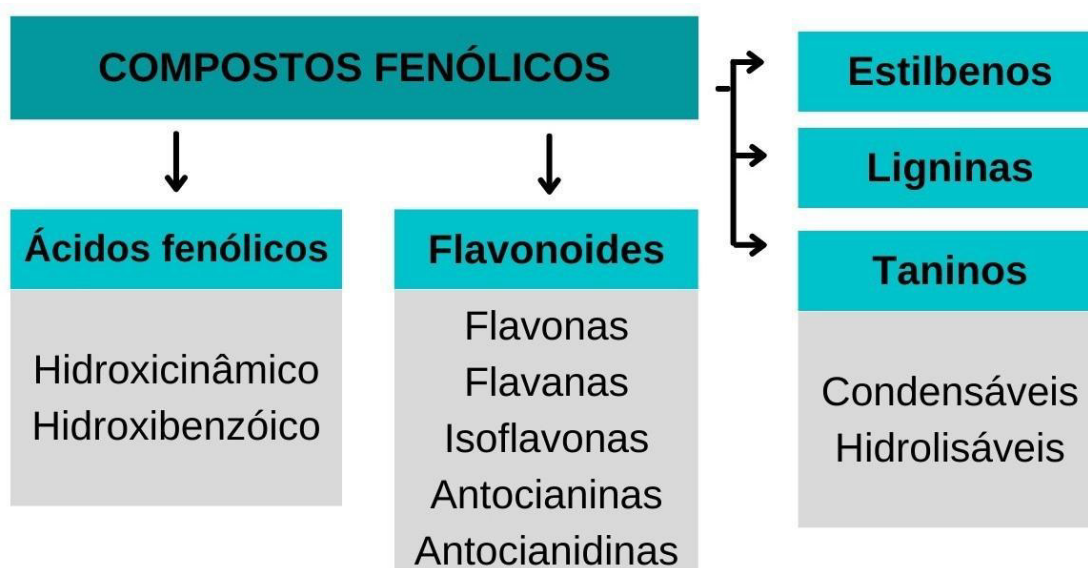 COMPOSTOS FENÓLICOS
Ácidos fenólicos
Hidroxicinâmico
Hidroxibenzóico
Flavonoides
Flavonas
Flavanas
Isoflavonas
Antocianinas
Antocianidinas
Estilbenos
Ligninas
Taninos
Condensáveis
Hidrolisáveis